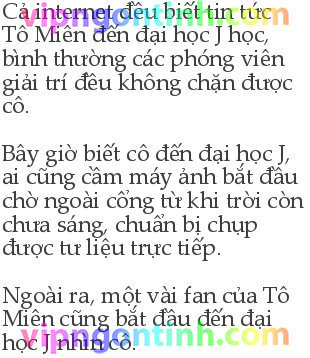 Cả internet đều biết tin tức
Tô Miên đến đại học J học,
bình thường các phóng viên
giải trí đều không chặn được
cô.
Bây giờ biết cô đến đại học J,
ai cũng cầm máy ảnh bắt đầu
chờ ngoài cổng từ khi trời còn
chưa sáng, chuẩn bị chụp
được tư liệu trực tiếp.
Ngoài ra, một vài fan của Tô
Miên cũng bắt đầu đến đại
học J nhìn cô.
vipngontinh.com
vipngontinh.com
vipngontinh.com